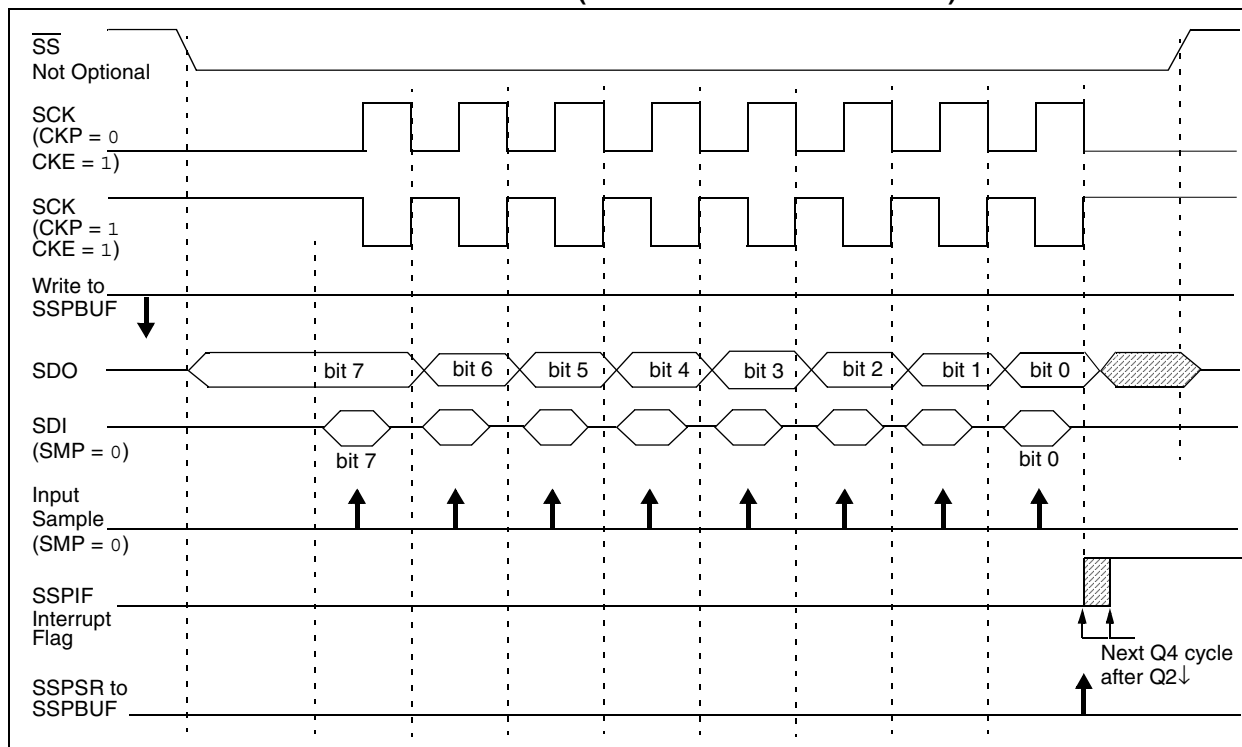 SS
Not Optional
SCK
(CKP = 0
CKE = 1)
SCK
(CKP = 1
CKE = 1)
Write to
SSPBUF
SDO
bit 7 bit 6 bit 5 bit 4 bit 3 bit 2 bit 1 bit 0
SDI
(SMP = 0)
bit 7 bit 0
Input
Sample
(SMP = 0)
SSPIF
Interrupt
Flag
Next Q4 cycle
after Q2↓
SSPSR to
SSPBUF